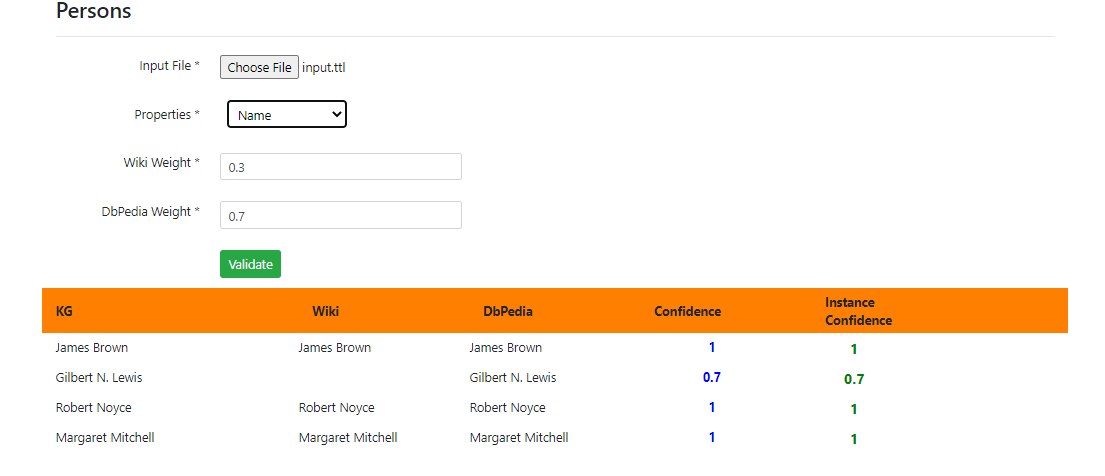 Persons
Input File * Choose File input.ttl
Properties * Name
Wiki Weight * 0.3
DbPedia Weight * 0.7
Validate
KG Wiki DbPedia Confidence Instance Confidence
James Brown James Brown James Brown 1 1
Gilbert N. Lewis Gilbert N. Lewis 0.7 0.7
Robert Noyce Robert Noyce Robert Noyce 1 1
Margaret Mitchell Margaret Mitchell Margaret Mitchell 1 1